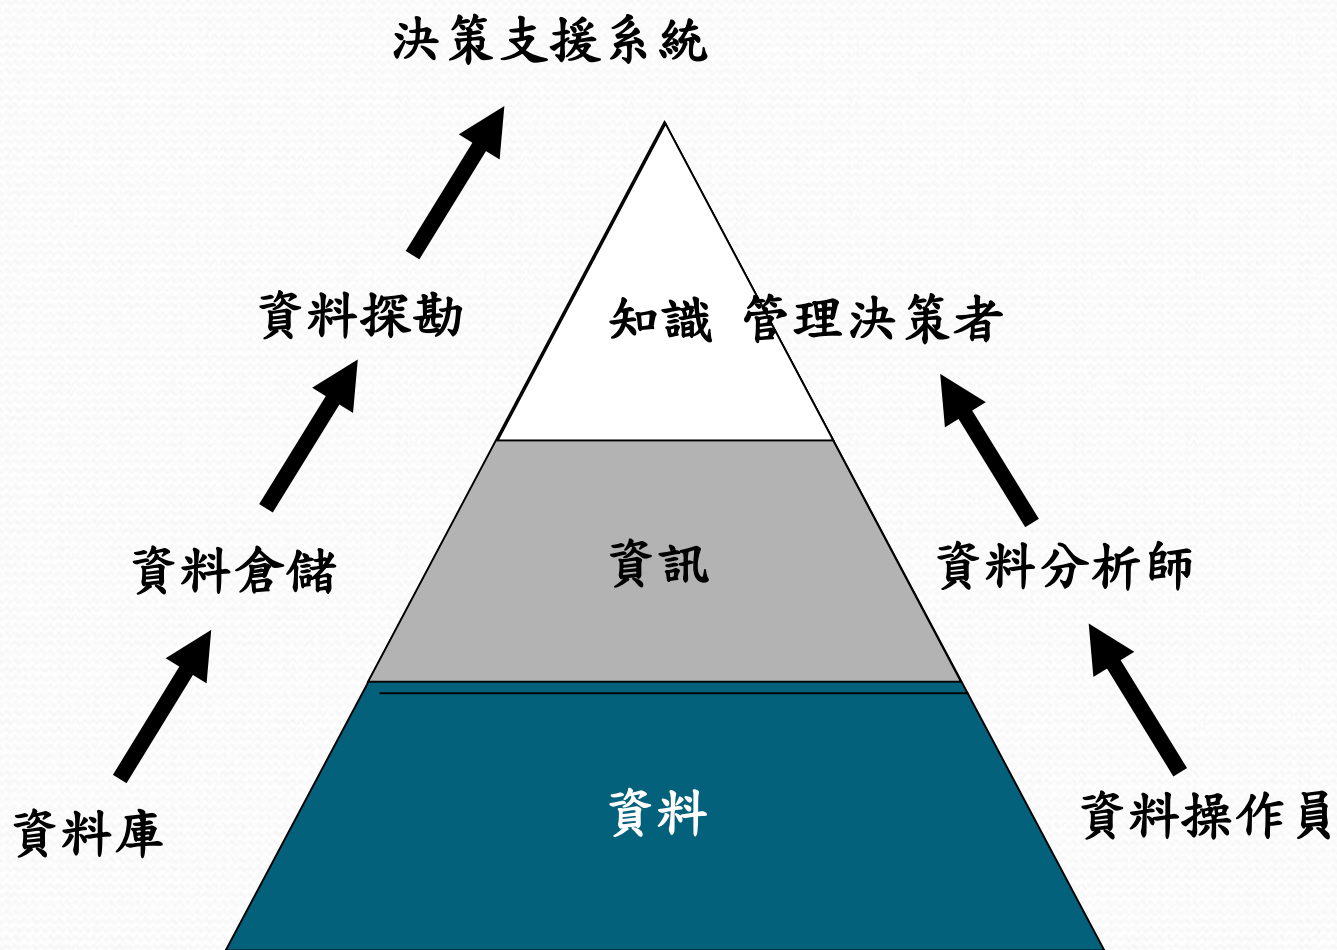 決策支援系統
資料探勘
知識 管理決策者
資料倉儲
資訊
資料分析師
資料庫
資料
資料操作員